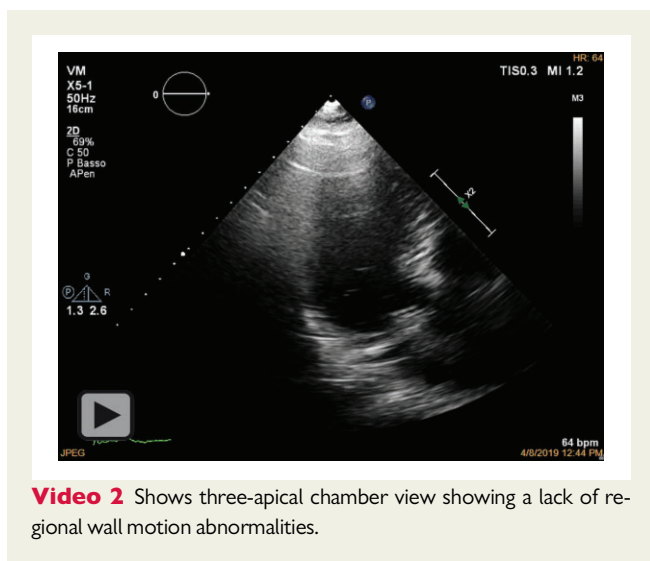 HR: 64
VM
TIS0.3 MI 1.2
X5-1
50Hz
16cm
0
P
M3
2D
69%
C 50
P Basso
APen
X2
G
P R
1.3 2.6
64 bpm
JPEG
4/8/2019 12:44 PM
Video 2 Shows three-apical chamber view showing a lack of re-
gional wall motion abnormalities.